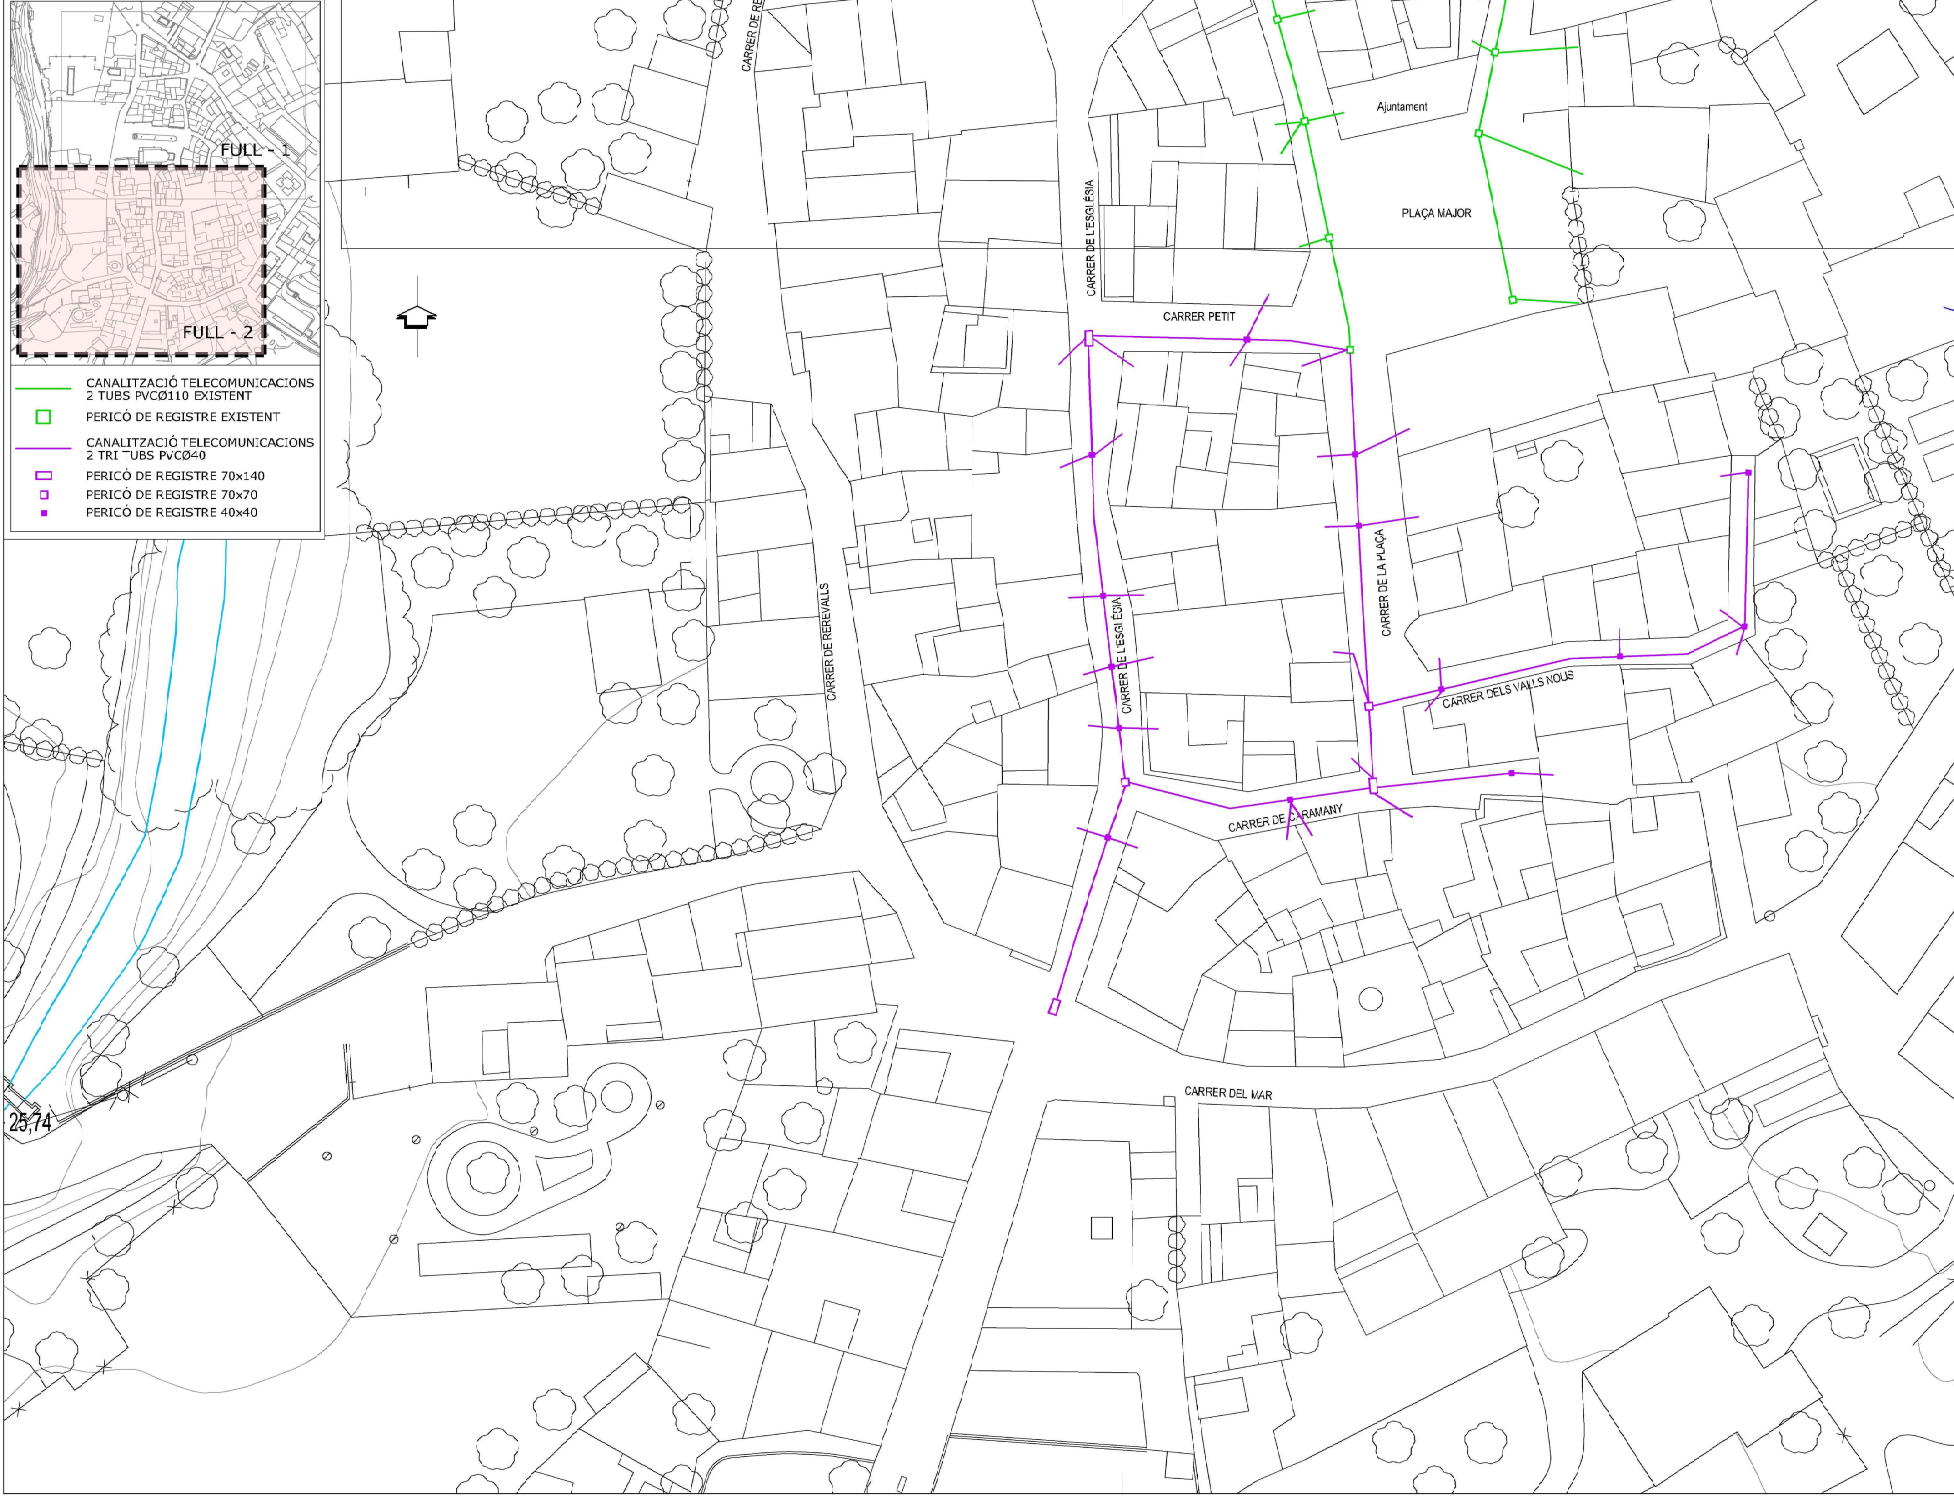 FULL - 1
FULL - 2
CANALITZACIÓ TELECOMUNICACIONS
2 TUBS PVCØ110 EXISTENT
PERICÓ DE REGISTRE EXISTENT
CANALITZACIÓ TELECOMUNICACIONS
2 TRITUBS PVCØ40
PERICÓ DE REGISTRE 70x140
PERICÓ DE REGISTRE 70x70
PERICÓ DE REGISTRE 40x40
CARRER DE RE
Ajuntament
PLAÇA MAJOR
CARRER DE L'ESGLÉSIA
CARRER PETIT
CARRER DE LA PLAÇA
CARRER DE REREVALLS
CARRER DE L'ESGLÉSIA
CARRER DELS VALLS NOUS
CARRER DE CARAMANY
CARRER DEL MAR
25,74